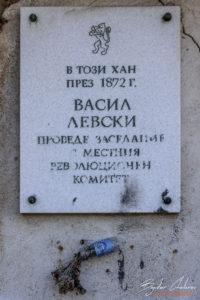 В ТОЗИ ХАН
ПРЕЗ 1872 Г.
ВАСИЛ
ЛЕВСКИ
ПРОВЕДЕ ЗАСЕДАНИЕ
С МЕСТНИЯ
РЕВОЛЮЦИОНЕН
КОМИТЕТ